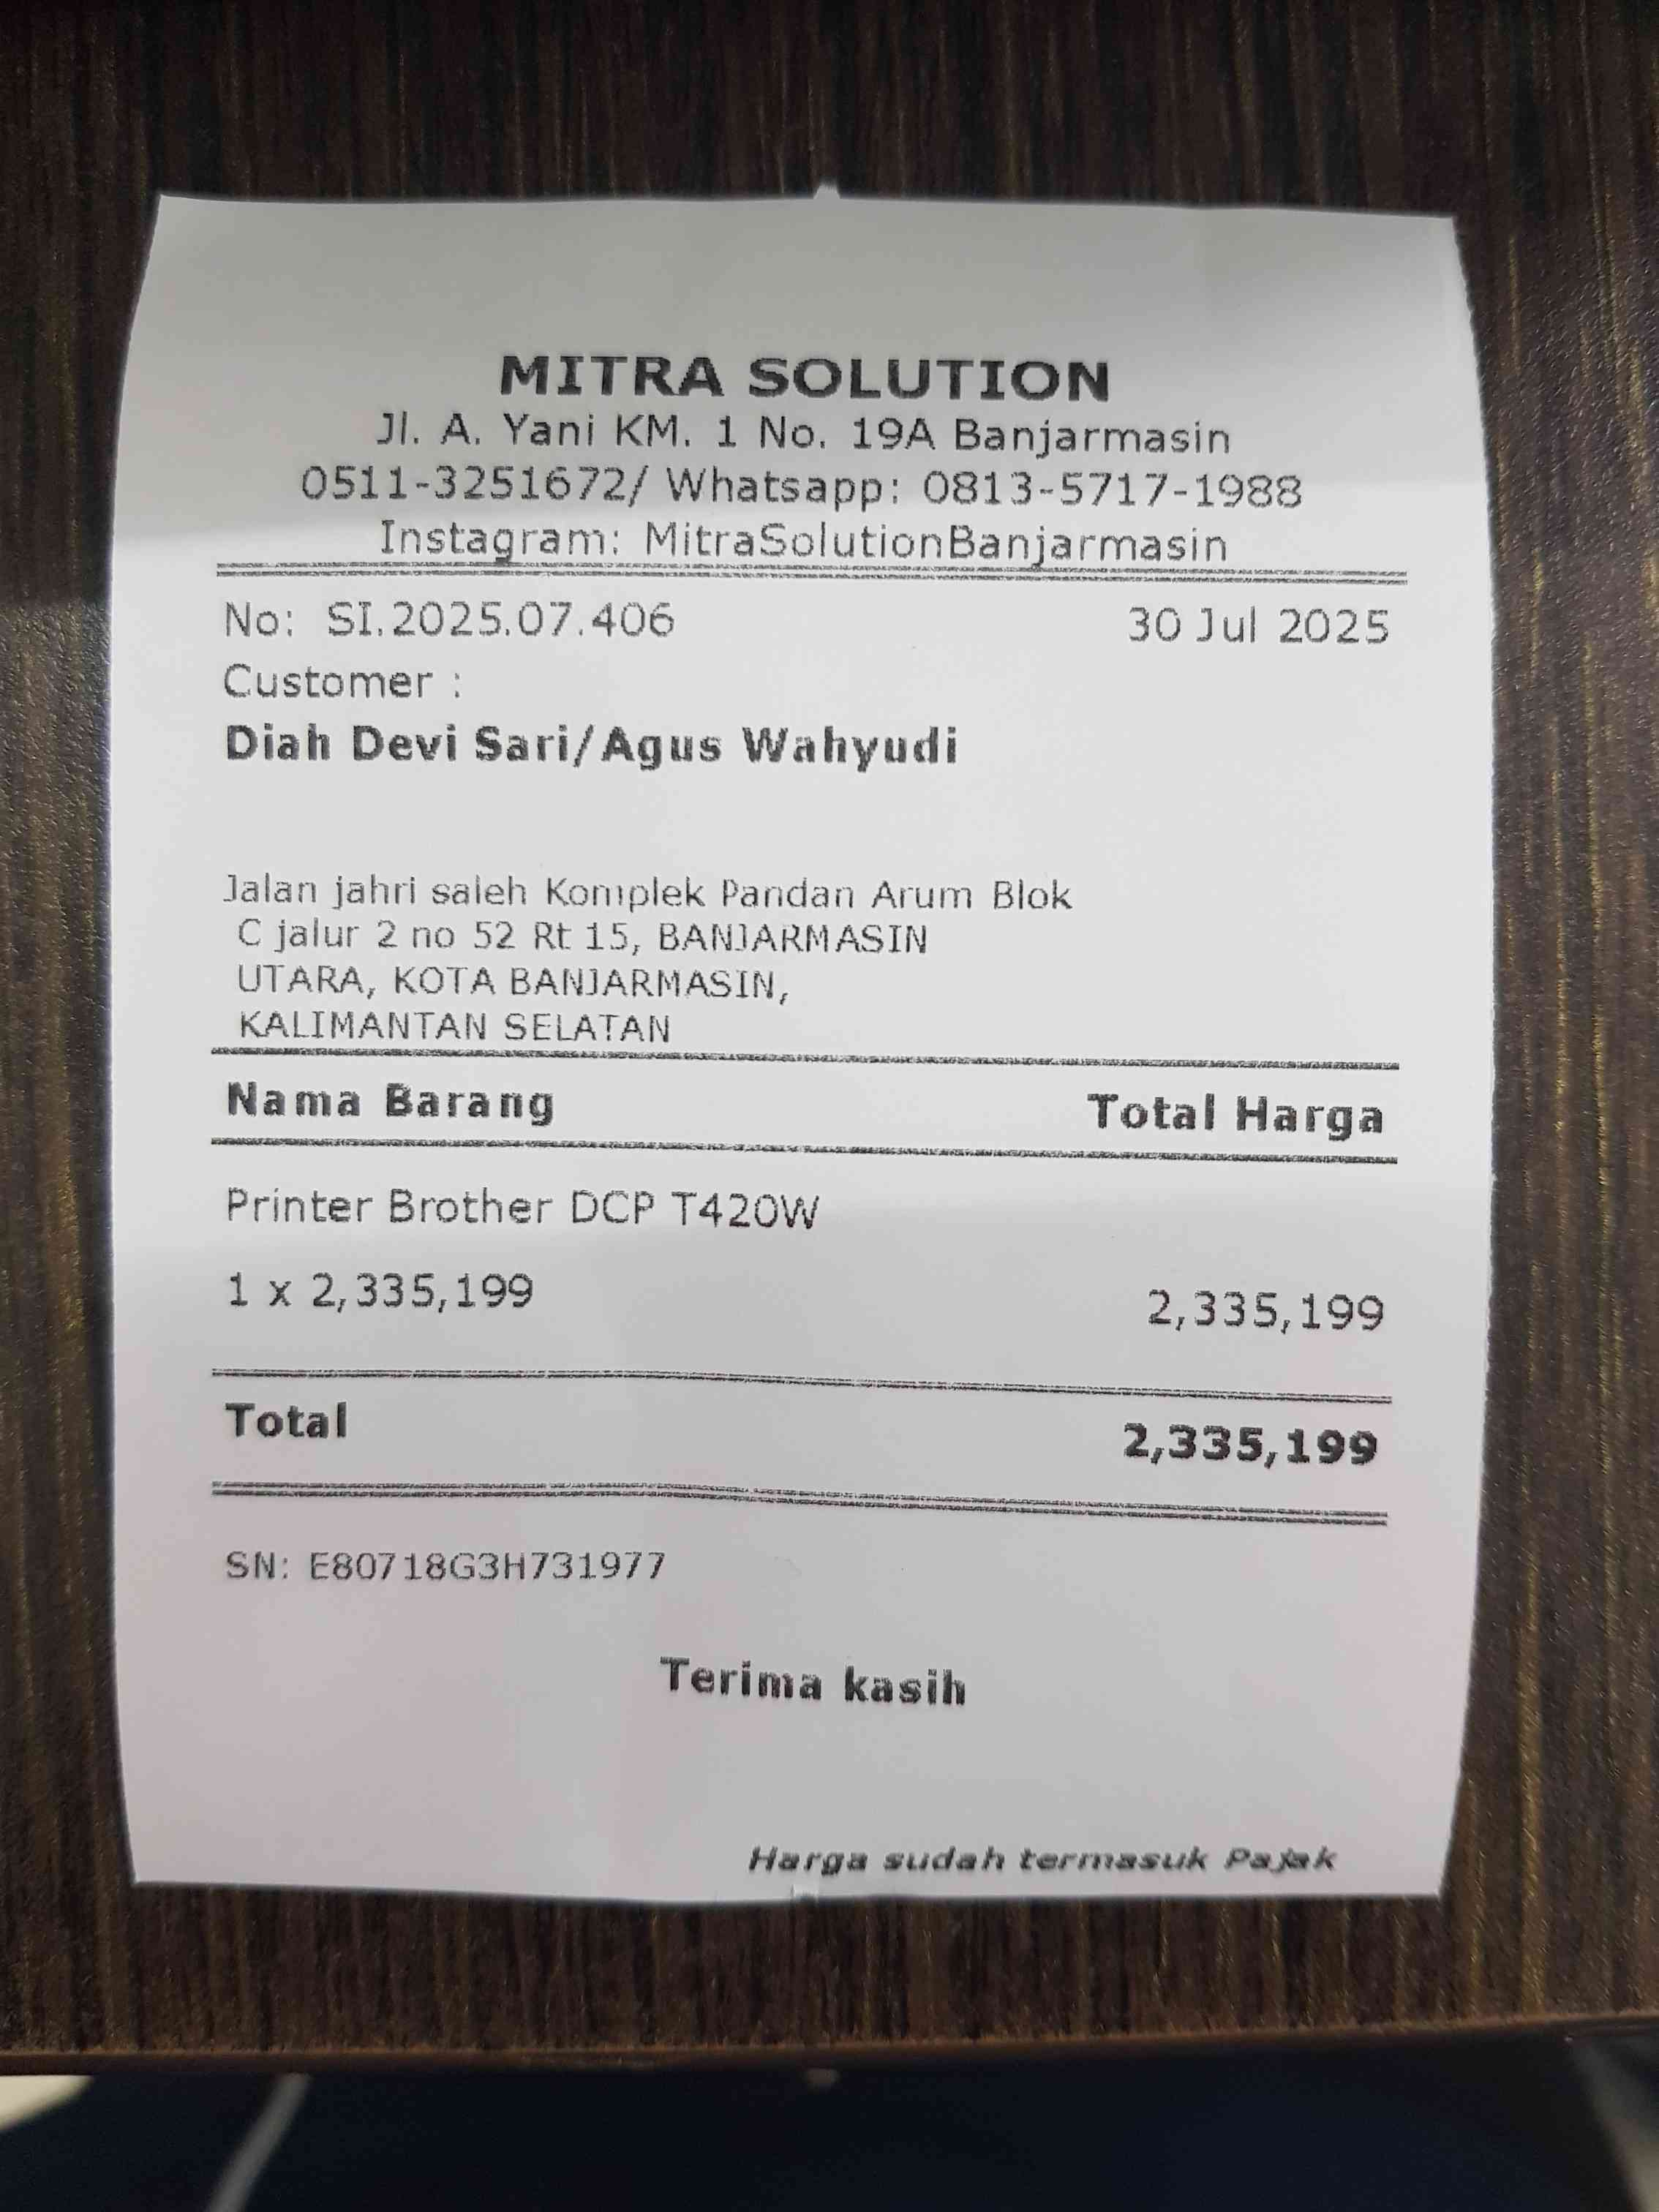 MITRA SOLUTION
Jl. A. Yani KM. 1 No. 19A Banjarmasin
0511-3251672/ Whatsapp: 0813-5717-1988
Instagram: MitraSolutionBanjarmasin
No: SI.2025.07.406 30 Jul 2025
Customer :
Diah Devi Sari/Agus Wahyudi
Jalan jahri saleh Komplek Pandan Arum Blok
C jalur 2 no 52 Rt 15, BANJARMASIN
UTARA, KOTA BANJARMASIN,
KALIMANTAN SELATAN
Nama Barang Total Harga
Printer Brother DCP T420W
1 x 2,335,199 2,335,199
Total 2,335,199
SN: E80718G3H731977
Terima kasih
Harga sudah termasuk Pajak